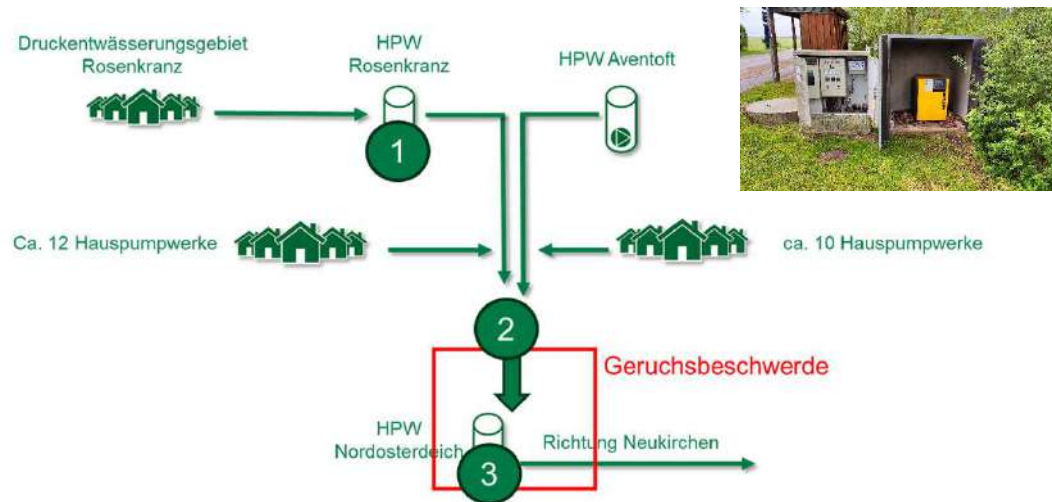 Druckentwässerungsgebiet
Rosenkranz
HPW
Rosenkranz
HPW Aventoft
1
Ca. 12 Hauspumpwerke
ca. 10 Hauspumpwerke
2
Geruchsbeschwerde
HPW
Nordosterdeich
Richtung Neukirchen
3